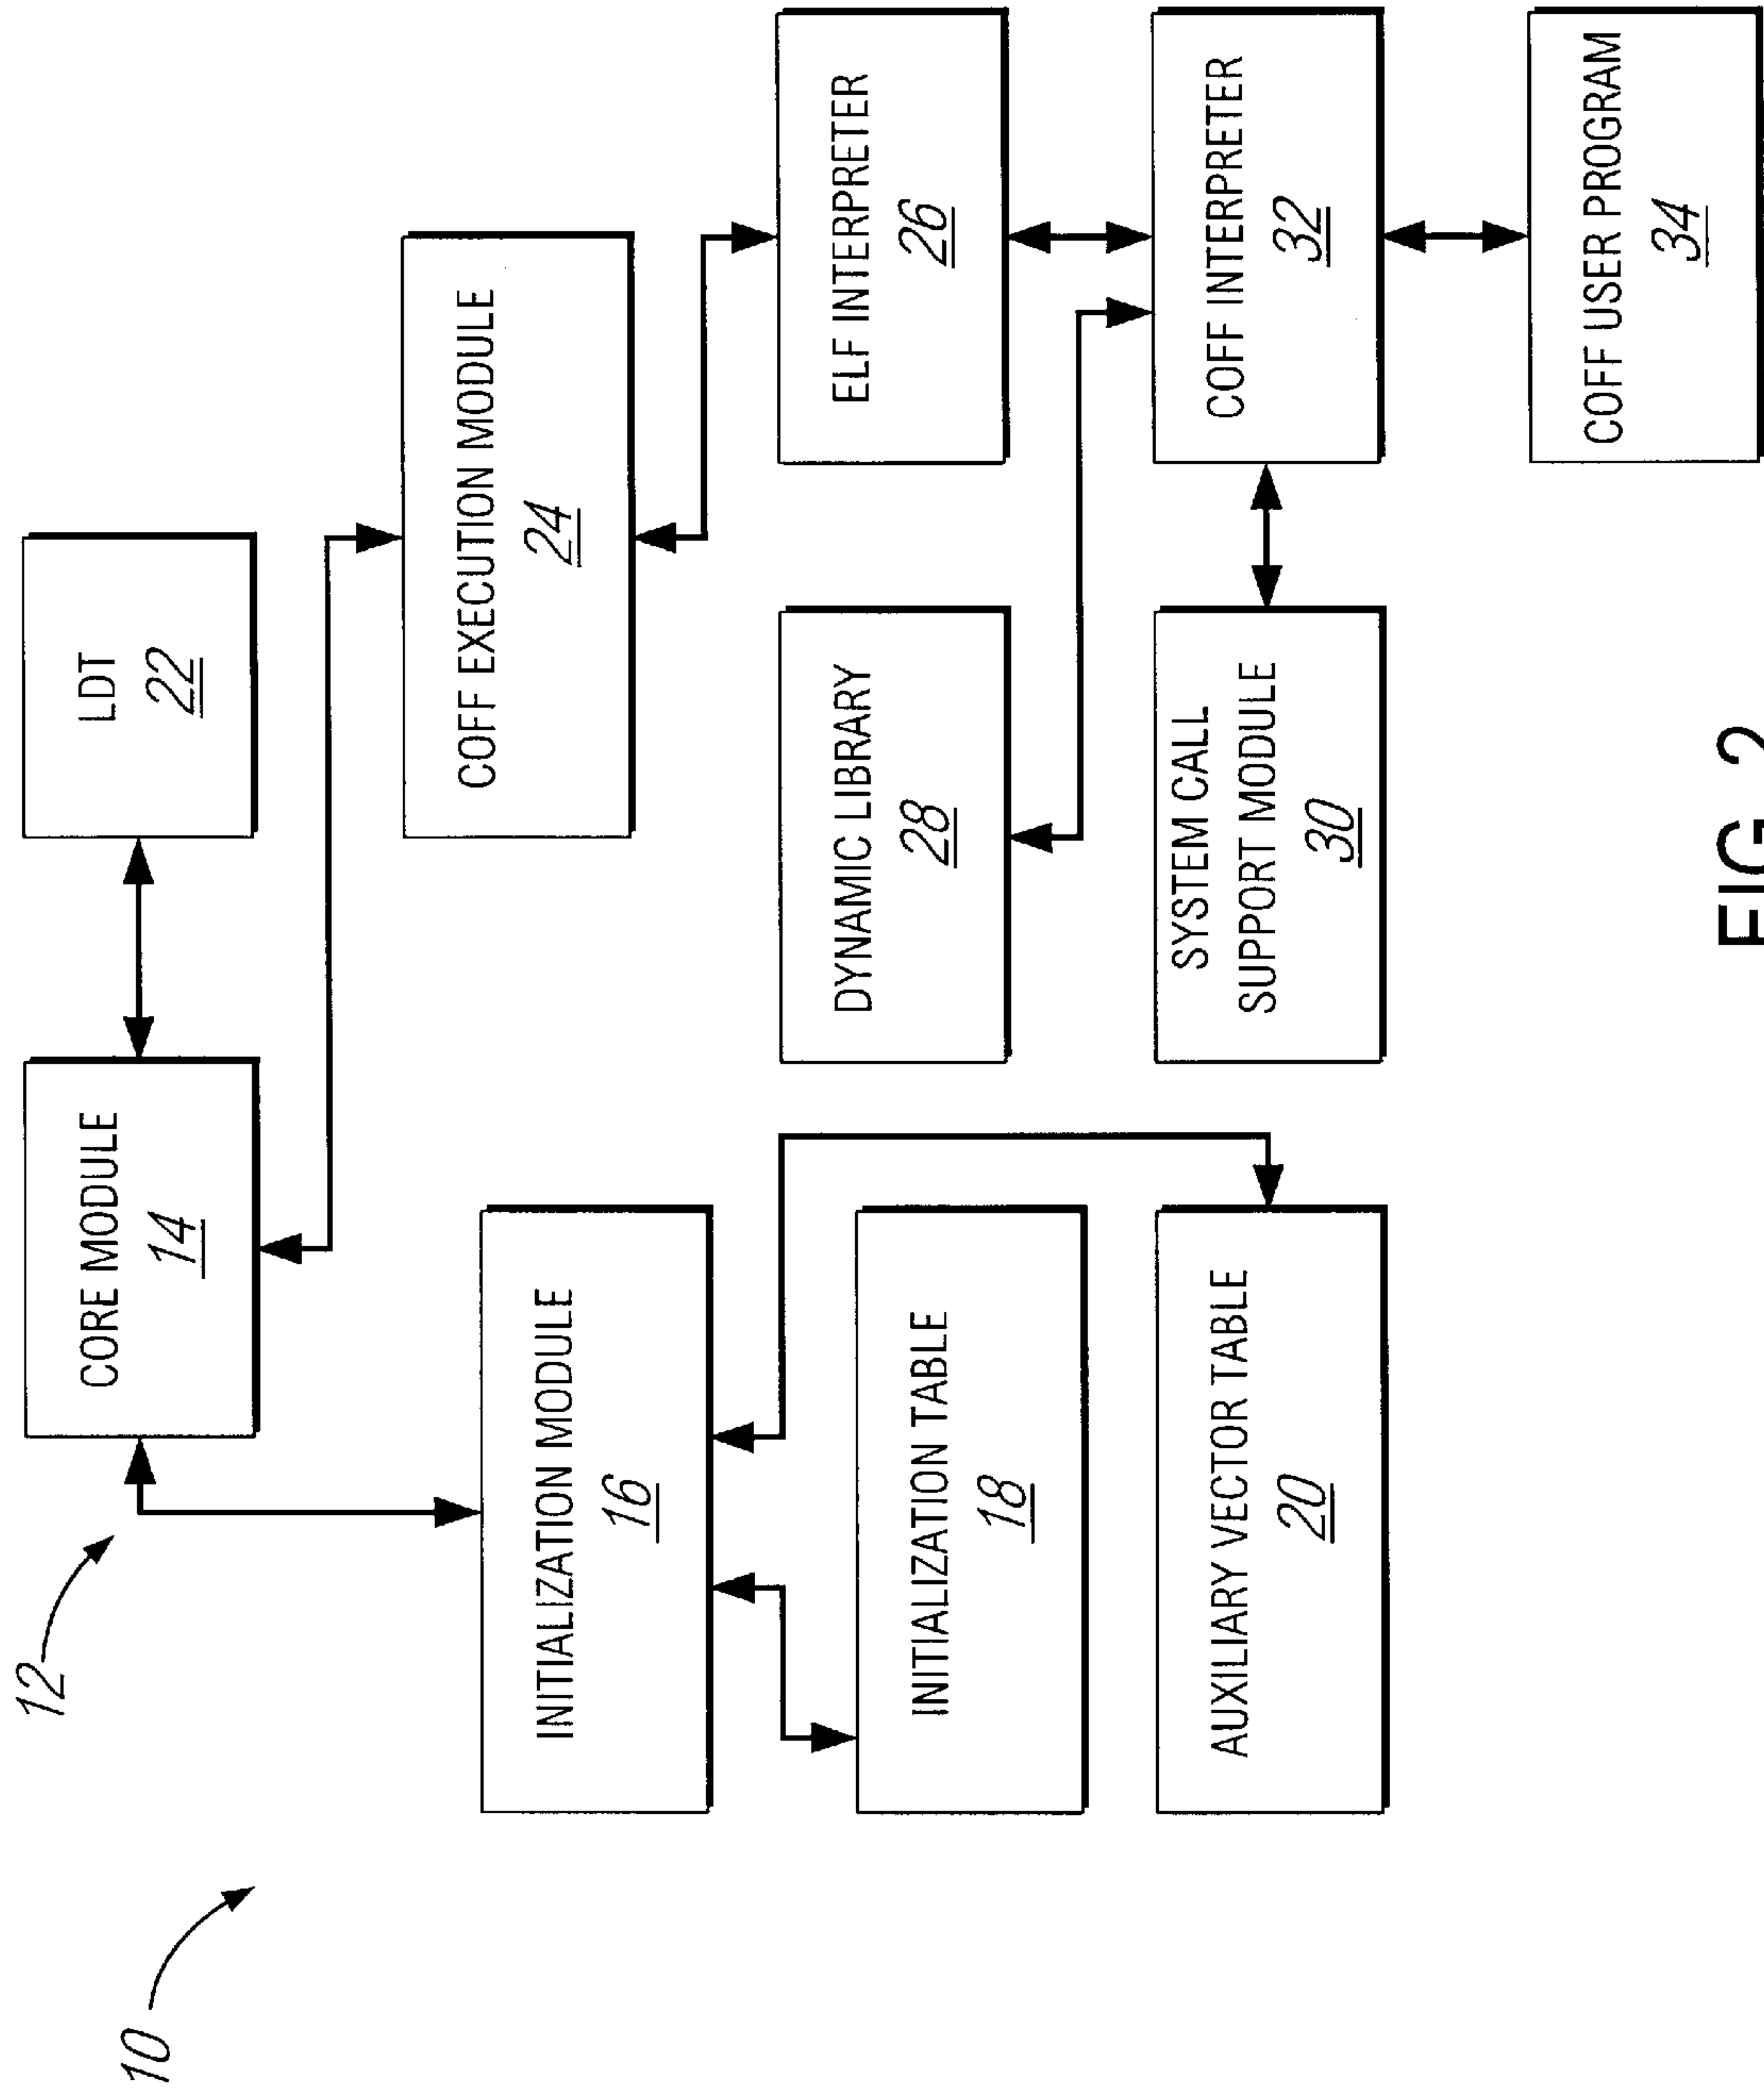 10
12
CORE MODULE
14
LDT
22
COFF EXECUTION MODULE
24
INITIALIZATION MODULE
16
INITIALIZATION TABLE
18
AUXILIARY VECTOR TABLE
20
DYNAMIC LIBRARY
28
ELF INTERPRETER
26
SYSTEM CALL
SUPPORT MODULE
30
COFF INTERPRETER
32
COFF USER PROGRAM
34
FIG. 2